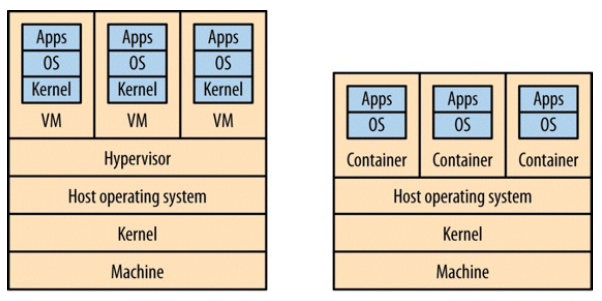 Apps
OS
Kernel
VM
Apps
OS
Kernel
VM
Apps
OS
Kernel
VM
Hypervisor
Host operating system
Kernel
Machine
Apps
OS
Container
Apps
OS
Container
Apps
OS
Container
Host operating system
Kernel
Machine